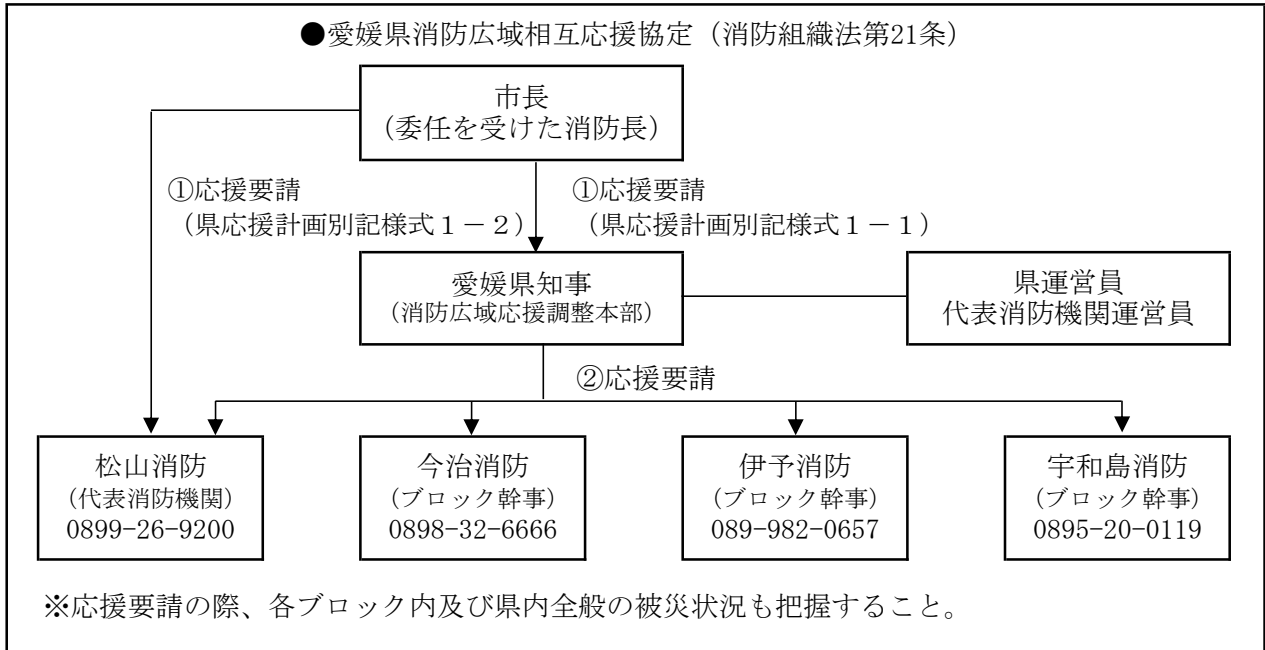 ●愛媛県消防広域相互応援協定（消防組織法第21条）
市長
（委任を受けた消防長）
①応援要請
（県応援計画別記様式１－２）
①応援要請
（県応援計画別記様式１－１）
愛媛県知事
（消防広域応援調整本部）
県運営員
代表消防機関運営員
②応援要請
松山消防
（代表消防機関）
0899-26-9200
今治消防
（ブロック幹事）
0898-32-6666
伊予消防
（ブロック幹事）
089-982-0657
宇和島消防
（ブロック幹事）
0895-20-0119
※応援要請の際、各ブロック内及び県内全般の被災状況も把握すること。